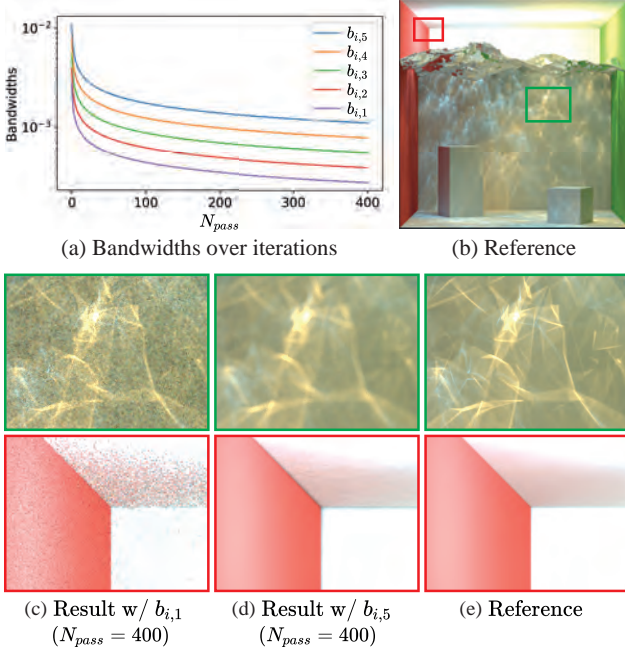 10^{-2}
10^{-3}
Bandwidths
b_{i,5}
b_{i,4}
b_{i,3}
b_{i,2}
b_{i,1}
0 100 200 300 400
N_{pass}
(a) Bandwidths over iterations
(b) Reference
(c) Result w/ b_{i,1}
(N_{pass} = 400)
(d) Result w/ b_{i,5}
(N_{pass} = 400)
(e) Reference